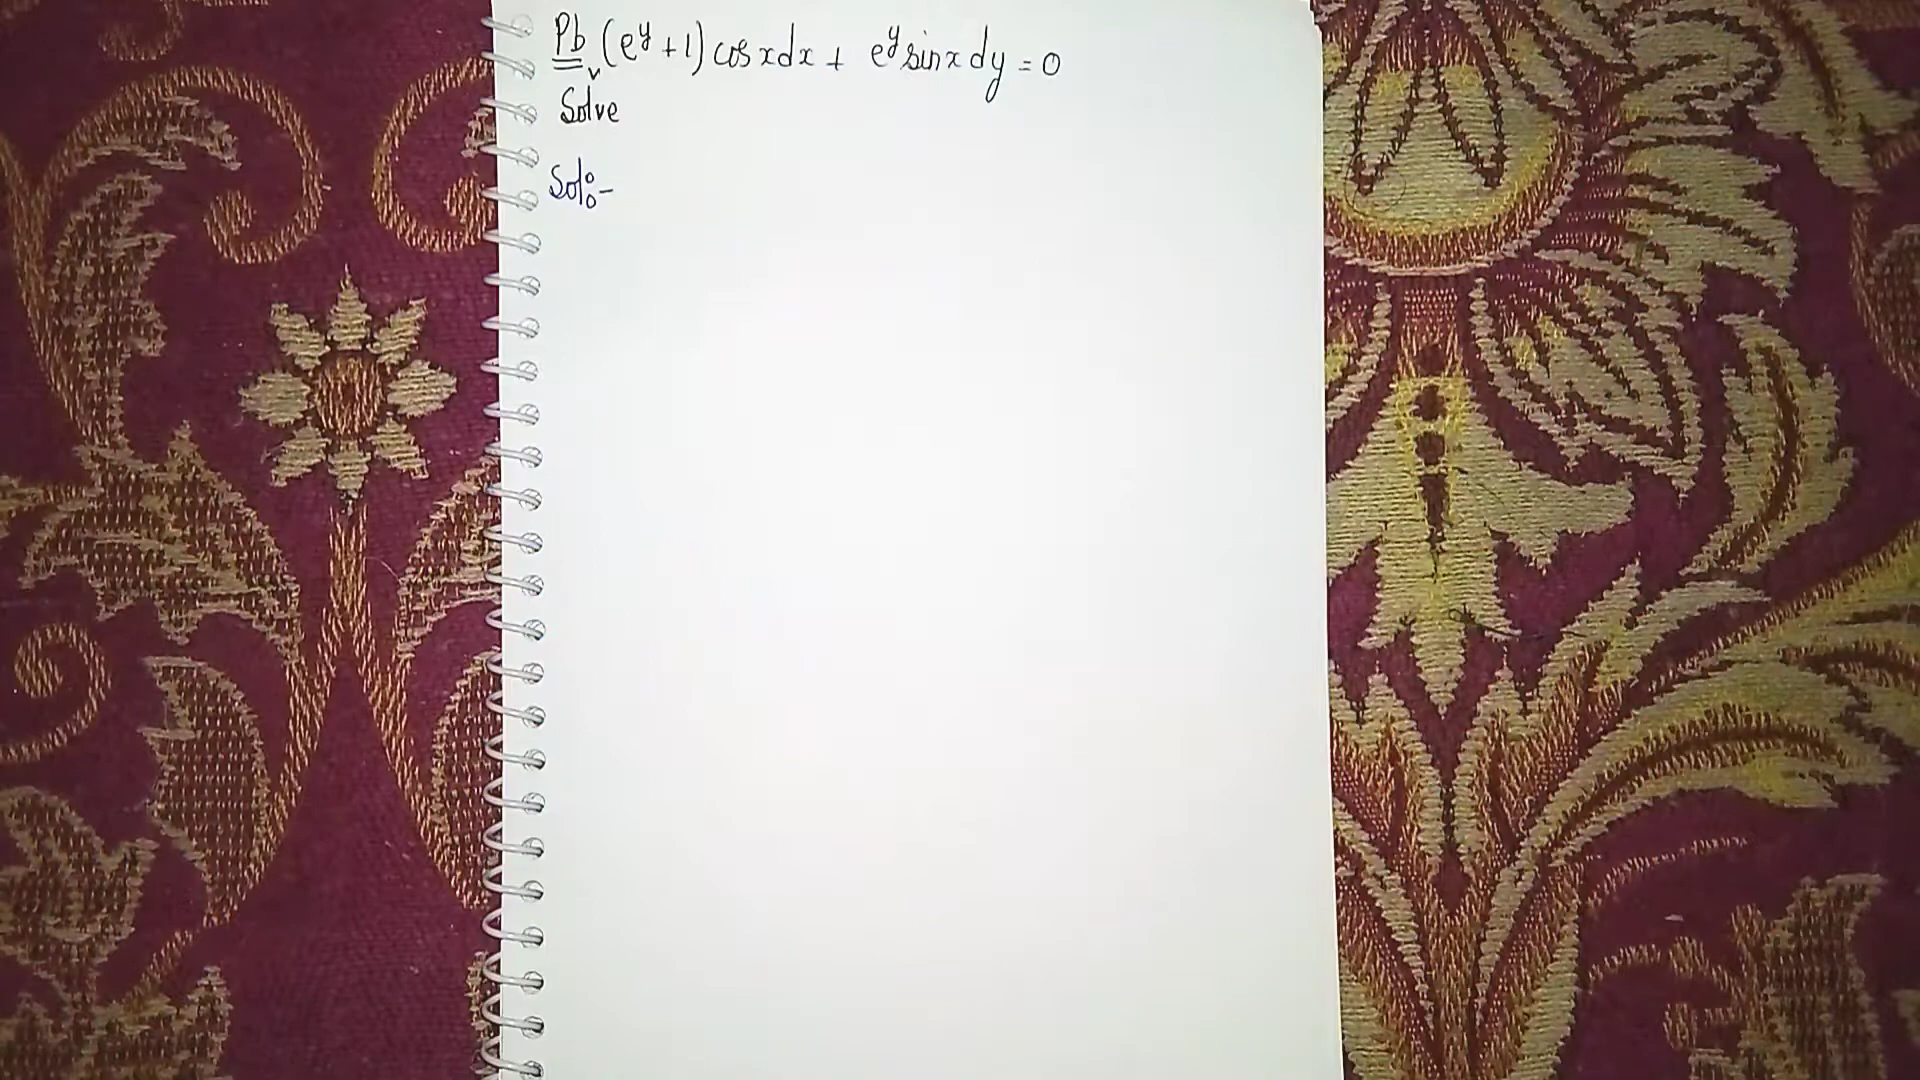 Pb (e^y + 1) cos x dx + e^y sin x dy = 0
Solve
Sol:-